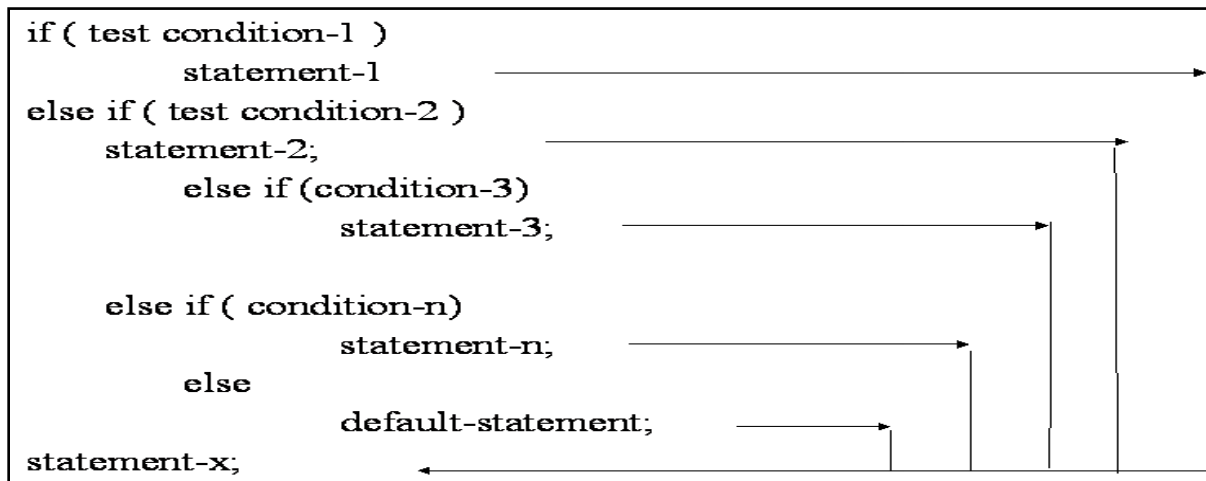 if ( test condition-1 )
statement-1
else if ( test condition-2 )
statement-2;
else if (condition-3)
statement-3;
else if ( condition-n)
statement-n;
else
default-statement;
statement-x;